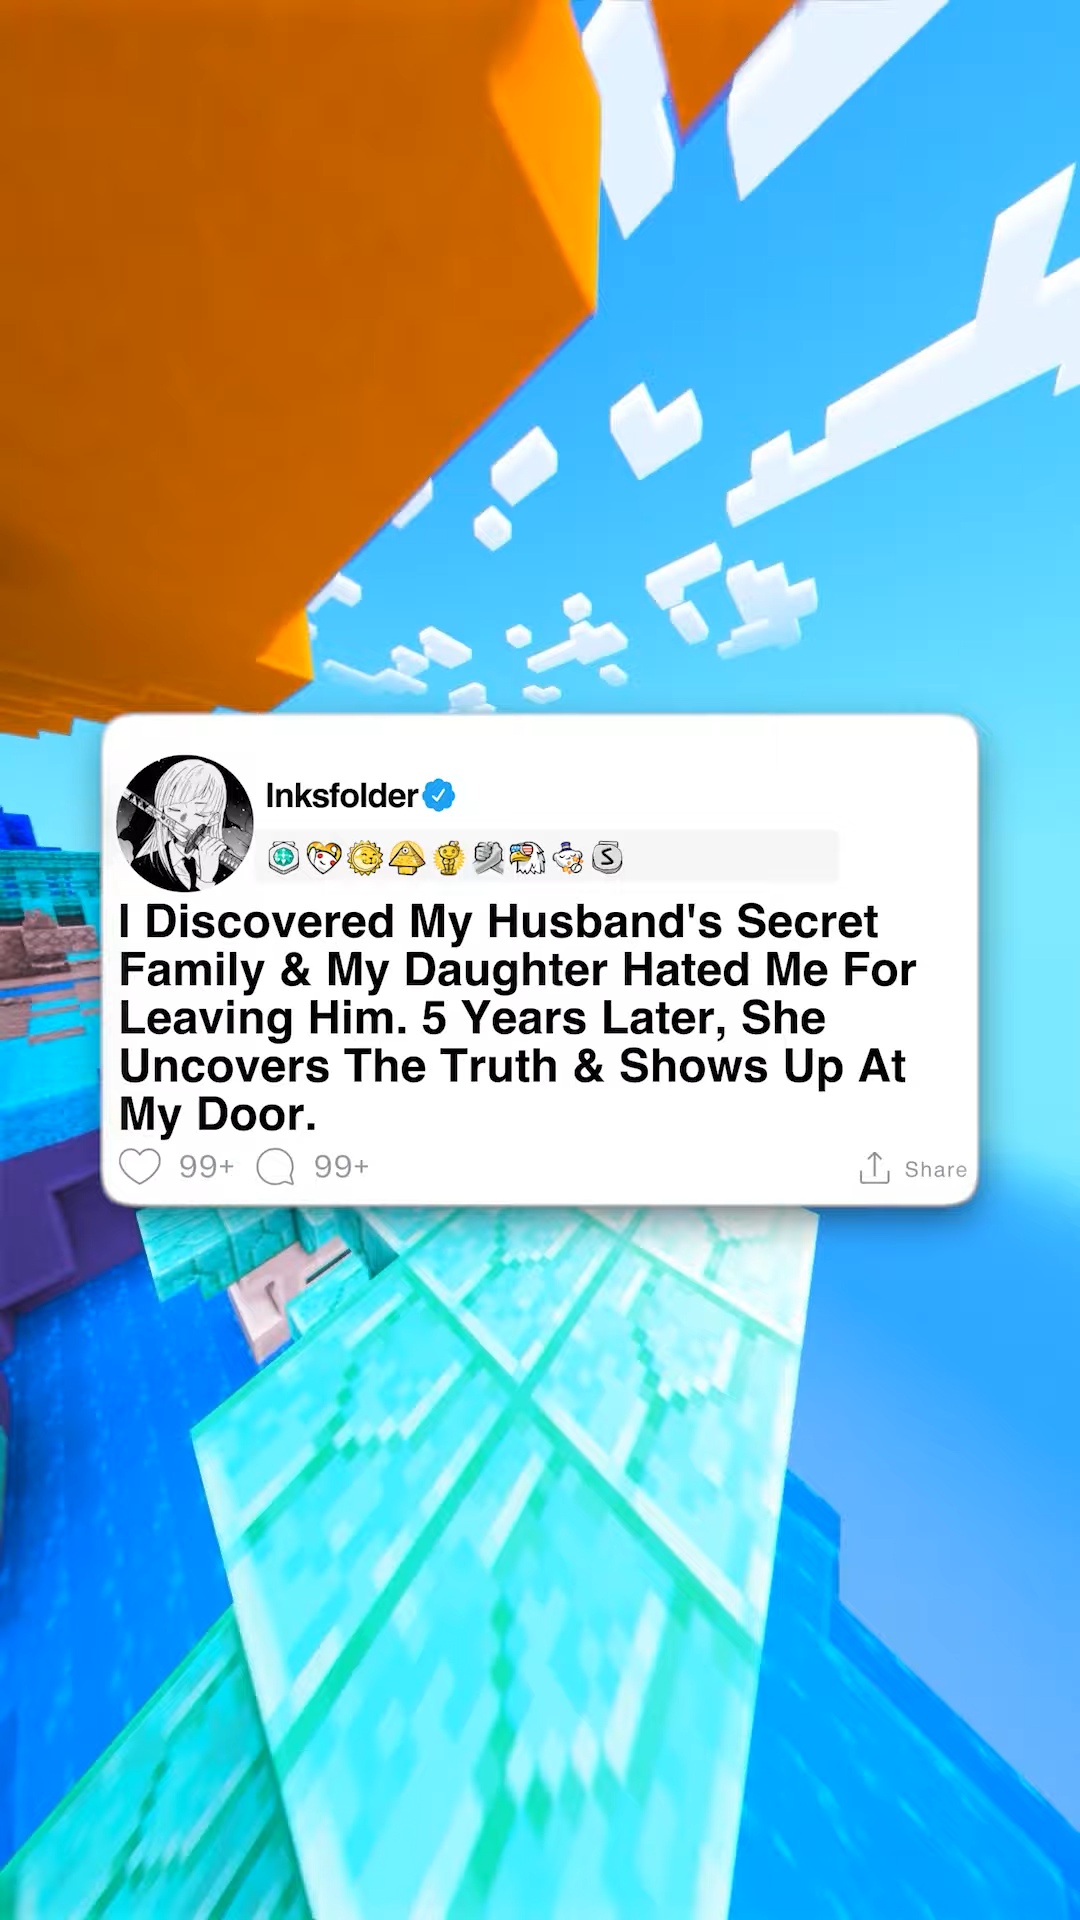 Inksfolder
I Discovered My Husband's Secret
Family & My Daughter Hated Me For
Leaving Him. 5 Years Later, She
Uncovers The Truth & Shows Up At
My Door.
99+ 99+ Share